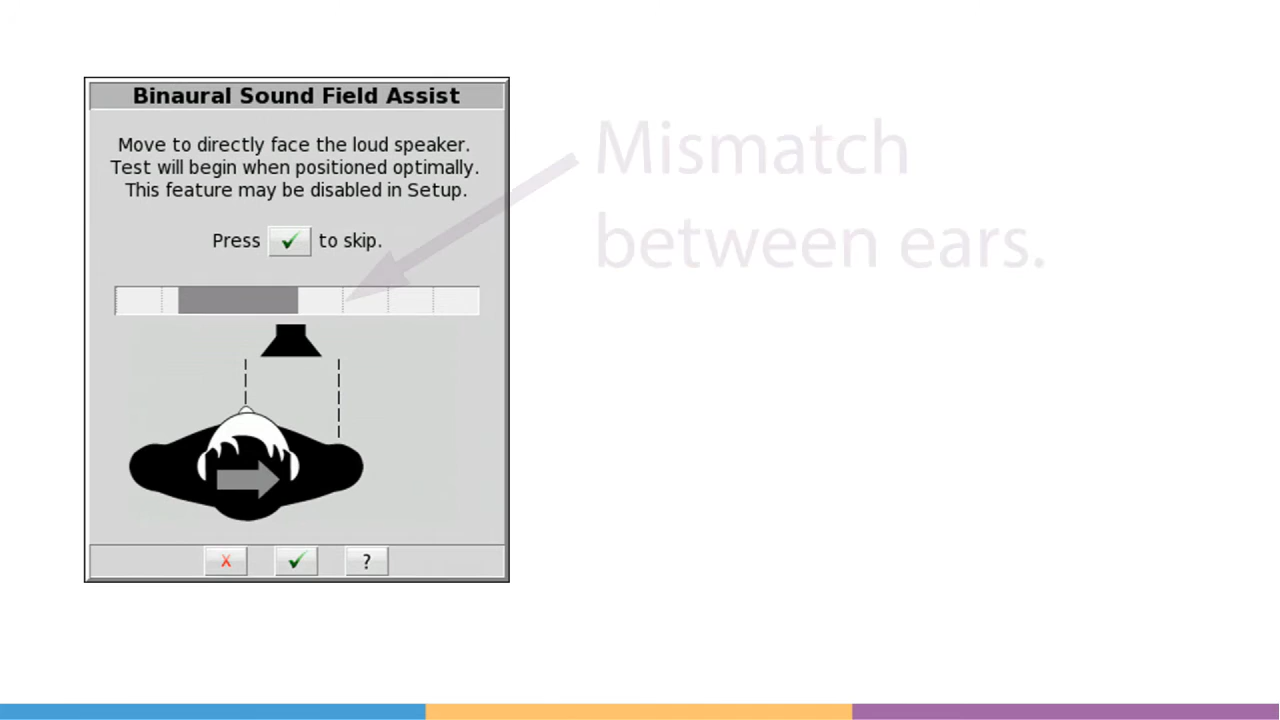 Binaural Sound Field Assist
Move to directly face the loud speaker.
Test will begin when positioned optimally.
This feature may be disabled in Setup.
Press ✓ to skip.
X ✓ ?
Mismatch
between ears.